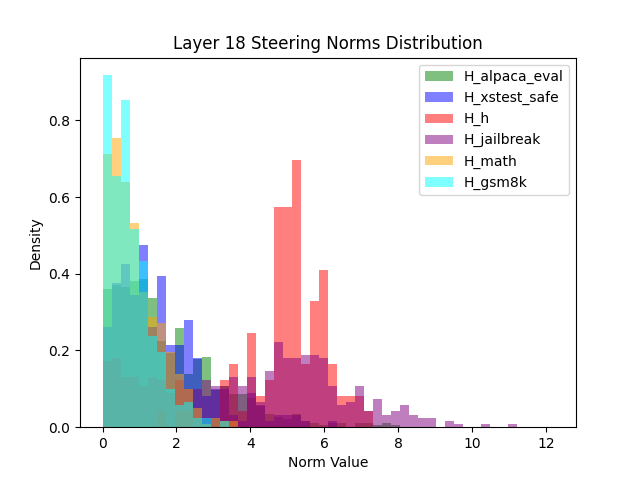 Layer 18 Steering Norms Distribution
H_alpaca_eval
H_xstest_safe
H_h
H_jailbreak
H_math
H_gsm8k
Density
0.8
0.6
0.4
0.2
0.0
0 2 4 6 8 10 12
Norm Value